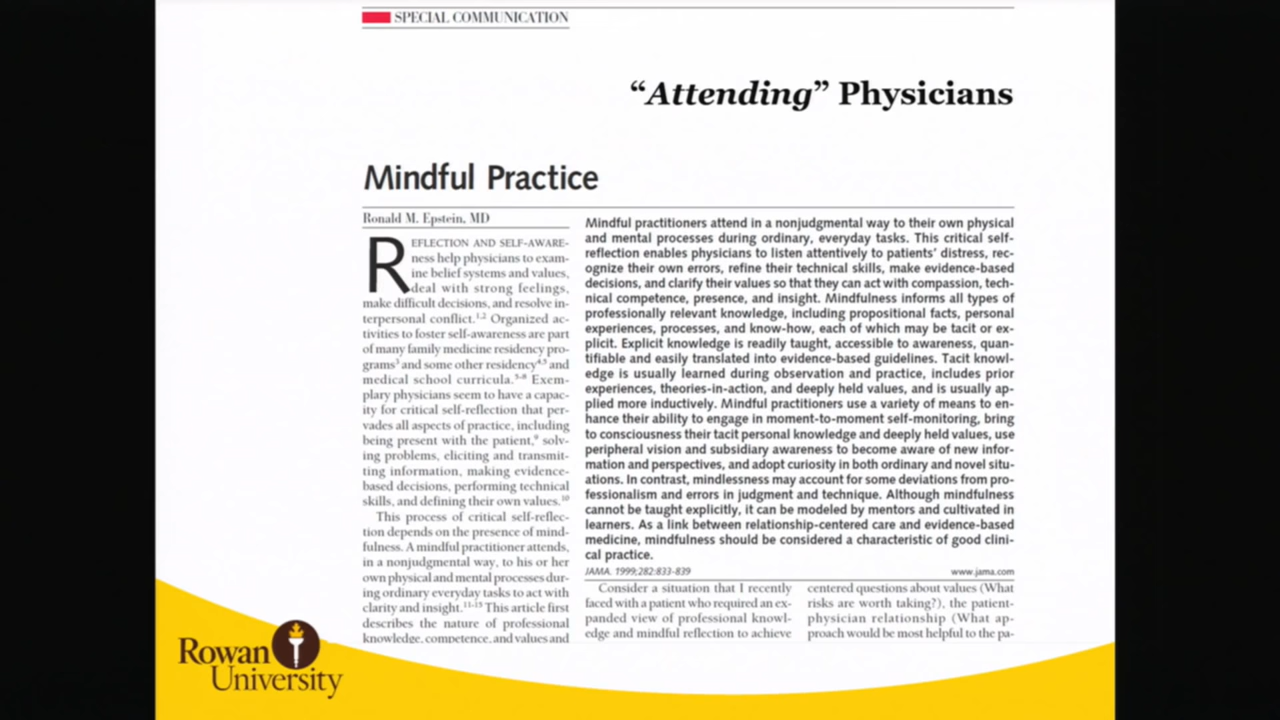 SPECIAL COMMUNICATION
“Attending” Physicians
Mindful Practice
Ronald M. Epstein, MD
REFLECTION AND SELF-AWARE-
ness help physicians to exam-
ine belief systems and values,
deal with strong feelings,
make difficult decisions, and resolve in-
terpersonal conflict.1,2 Organized ac-
tivities to foster self-awareness are part
of many family medicine residency pro-
grams3 and some other residency4,5 and
medical school curricula.5-8 Exem-
plary physicians seem to have a capac-
ity for critical self-reflection that per-
vades all aspects of practice, including
being present with the patient,9 solv-
ing problems, eliciting and transmit-
ting information, making evidence-
based decisions, performing technical
skills, and defining their own values.10
This process of critical self-reflec-
tion depends on the presence of mind-
fulness. A mindful practitioner attends,
in a nonjudgmental way, to his or her
own physical and mental processes dur-
ing ordinary everyday tasks to act with
clarity and insight.11-15 This article first
describes the nature of professional
knowledge, competence, and values and
Mindful practitioners attend in a nonjudgmental way to their own physical
and mental processes during ordinary, everyday tasks. This critical self-
reflection enables physicians to listen attentively to patients’ distress, rec-
ognize their own errors, refine their technical skills, make evidence-based
decisions, and clarify their values so that they can act with compassion, tech-
nical competence, presence, and insight. Mindfulness informs all types of
professionally relevant knowledge, including propositional facts, personal
experiences, processes, and know-how, each of which may be tacit or ex-
plicit. Explicit knowledge is readily taught, accessible to awareness, quan-
tifiable and easily translated into evidence-based guidelines. Tacit knowl-
edge is usually learned during observation and practice, includes prior
experiences, theories-in-action, and deeply held values, and is usually ap-
plied more inductively. Mindful practitioners use a variety of means to en-
hance their ability to engage in moment-to-moment self-monitoring, bring
to consciousness their tacit personal knowledge and deeply held values, use
peripheral vision and subsidiary awareness to become aware of new infor-
mation and perspectives, and adopt curiosity in both ordinary and novel situ-
ations. In contrast, mindlessness may account for some deviations from pro-
fessionalism and errors in judgment and technique. Although mindfulness
cannot be taught explicitly, it can be modeled by mentors and cultivated in
learners. As a link between relationship-centered care and evidence-based
medicine, mindfulness should be considered a characteristic of good clini-
cal practice.
JAMA. 1999;282:833-839
www.jama.com
Consider a situation that I recently
faced with a patient who required an ex-
panded view of professional knowl-
edge and mindful reflection to achieve
centered questions about values (What
risks are worth taking?), the patient-
physician relationship (What ap-
proach would be most helpful to the pa-
Rowan
University